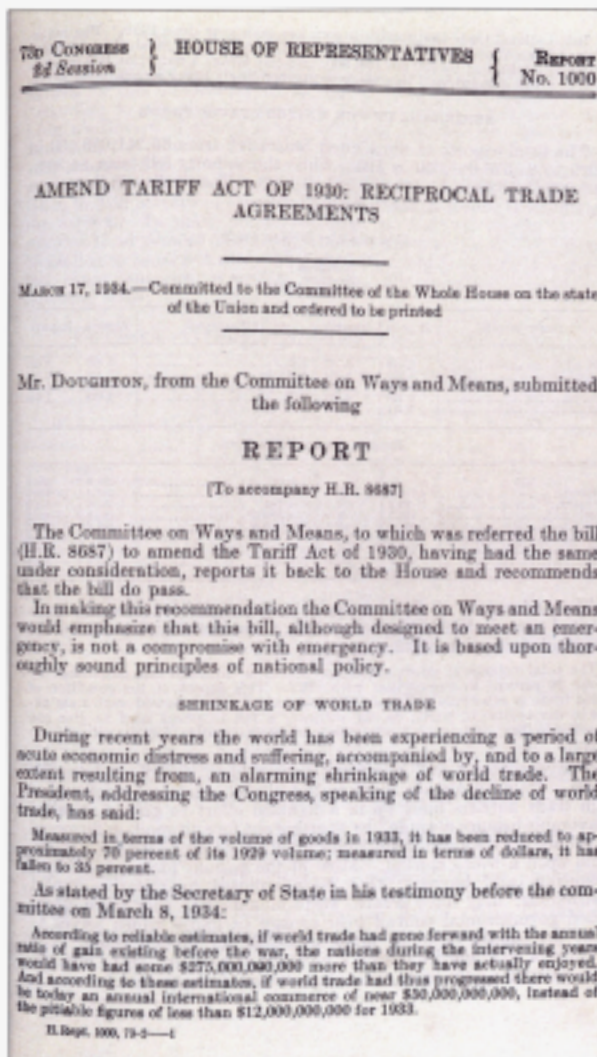 73D CONGRESS } HOUSE OF REPRESENTATIVES { REPORT
2d Session } { No. 1000
AMEND TARIFF ACT OF 1930: RECIPROCAL TRADE
AGREEMENTS
MARCH 17, 1934.—Committed to the Committee of the Whole House on the state
of the Union and ordered to be printed
Mr. DOUGHTON, from the Committee on Ways and Means, submitted
the following
REPORT
[To accompany H.R. 8687]
The Committee on Ways and Means, to which was referred the bill
(H.R. 8687) to amend the Tariff Act of 1930, having had the same
under consideration, reports it back to the House and recommends
that the bill do pass.
In making this recommendation the Committee on Ways and Means
would emphasize that this bill, although designed to meet an emer-
gency, is not a compromise with emergency. It is based upon thor-
oughly sound principles of national policy.
SHRINKAGE OF WORLD TRADE
During recent years the world has been experiencing a period of
acute economic distress and suffering, accompanied by, and to a large
extent resulting from, an alarming shrinkage of world trade. The
President, addressing the Congress, speaking of the decline of world
trade, has said:
Measured in terms of the volume of goods in 1933, it has been reduced to ap-
proximately 70 percent of its 1929 volume; measured in terms of dollars, it has
fallen to 35 percent.
As stated by the Secretary of State in his testimony before the com-
mittee on March 8, 1934:
According to reliable estimates, if world trade had gone forward with the annual
ratio of gain existing before the war, the nations during the intervening years
would have had some $275,000,000,000 more than they have actually enjoyed.
And according to these estimates, if world trade had thus progressed there would
be today an annual international commerce of near $50,000,000,000, instead of
the pitiable figures of less than $12,000,000,000 for 1933.
H.Rept. 1000, 73-2—1